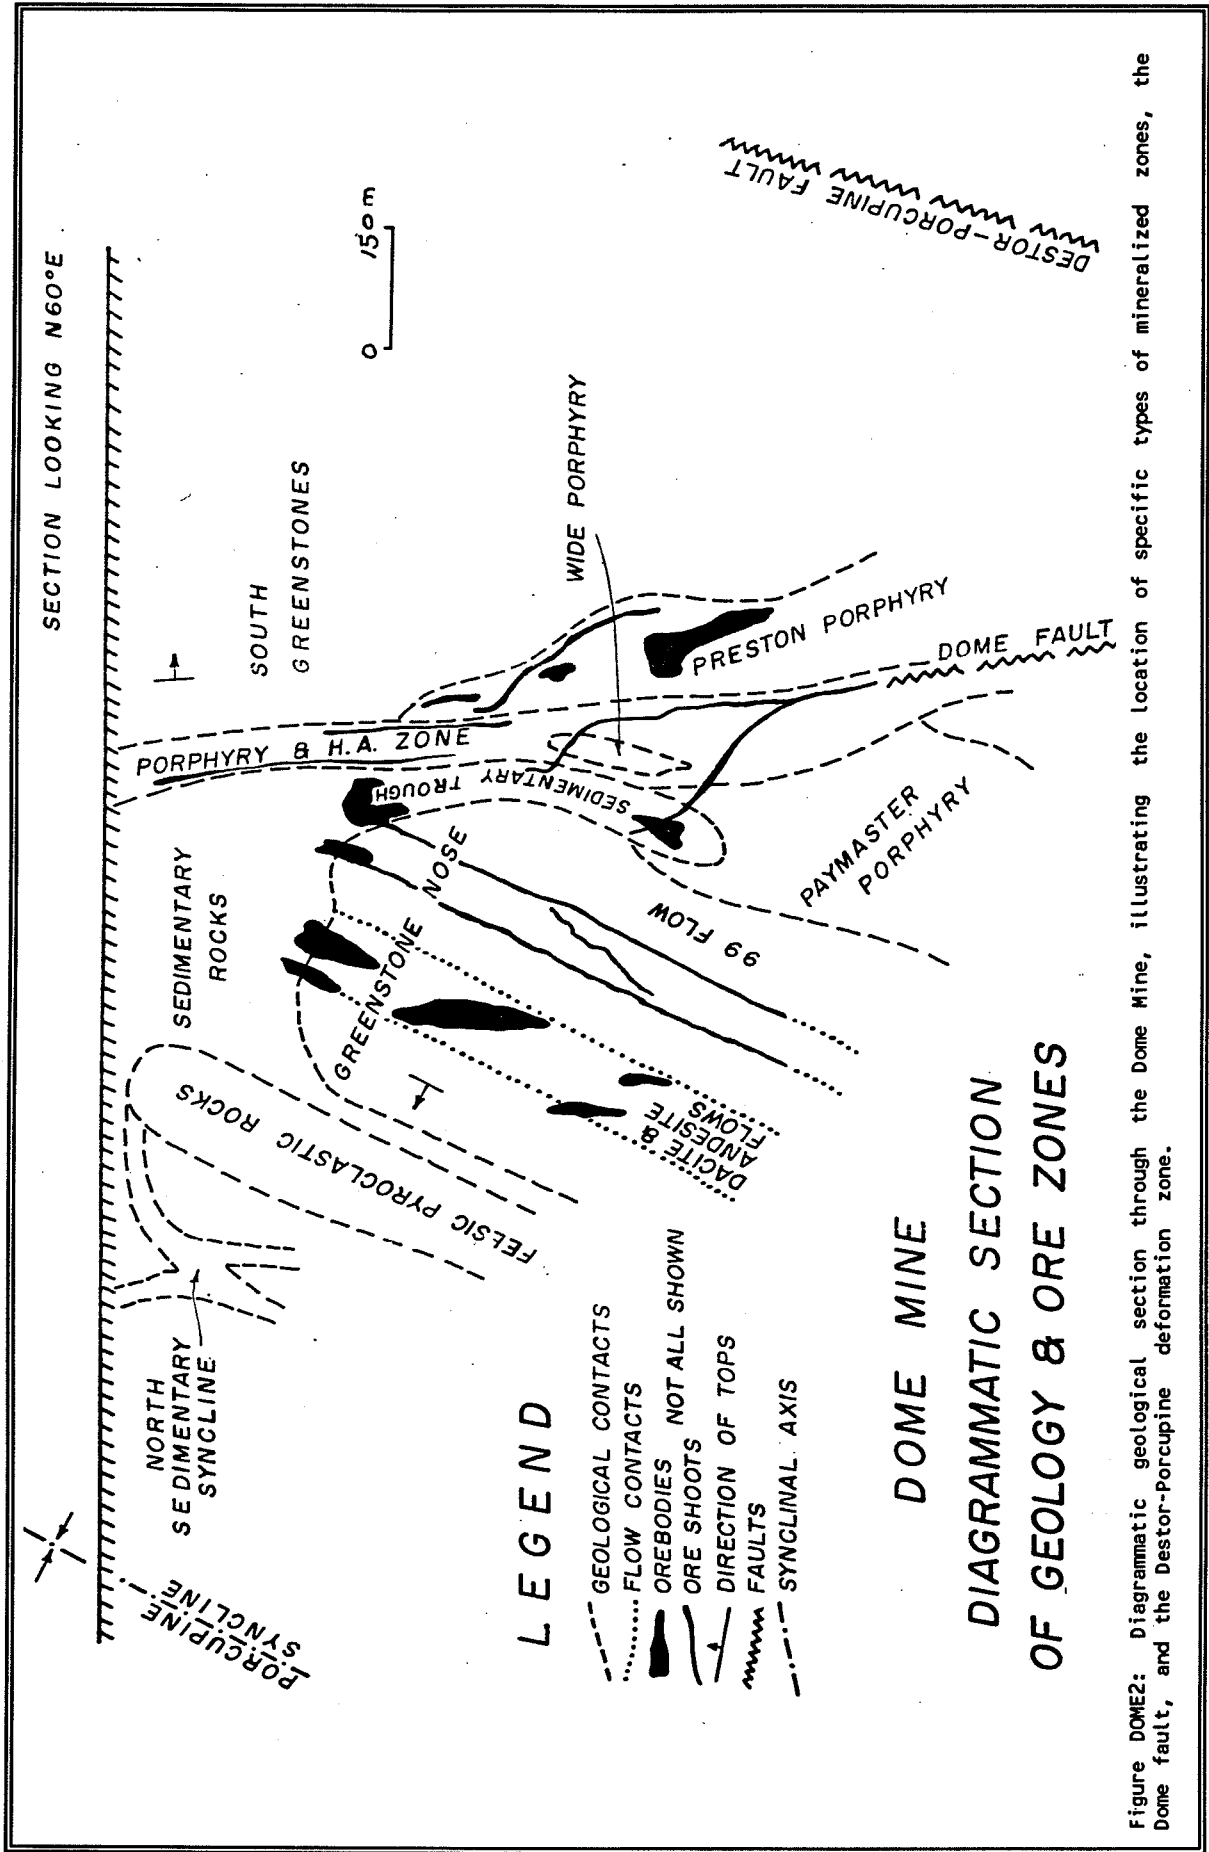 SECTION LOOKING N60°E
PORCUPINE
SYNCLINE
NORTH
SEDIMENTARY
SYNCLINE
SEDIMENTARY
ROCKS
FELSIC PYROCLASTIC ROCKS
GREENSTONE NOSE
DACITE &
ANDESITE
FLOWS
99 FLOW
PORPHYRY & H.A. ZONE
SEDIMENTARY TROUGH
SOUTH
GREENSTONES
WIDE PORPHYRY
PRESTON PORPHYRY
DOME FAULT
PAYMASTER
PORPHYRY
0 150 m
DESTOR-PORCUPINE FAULT
LEGEND
GEOLOGICAL CONTACTS
FLOW CONTACTS
OREBODIES NOT ALL SHOWN
ORE SHOOTS
DIRECTION OF TOPS
FAULTS
SYNCLINAL AXIS
DOME MINE
DIAGRAMMATIC SECTION
OF GEOLOGY & ORE ZONES
Figure DOME2: Diagrammatic geological section through the Dome Mine, illustrating the location of specific types of mineralized zones, the
Dome fault, and the Destor-Porcupine deformation zone.